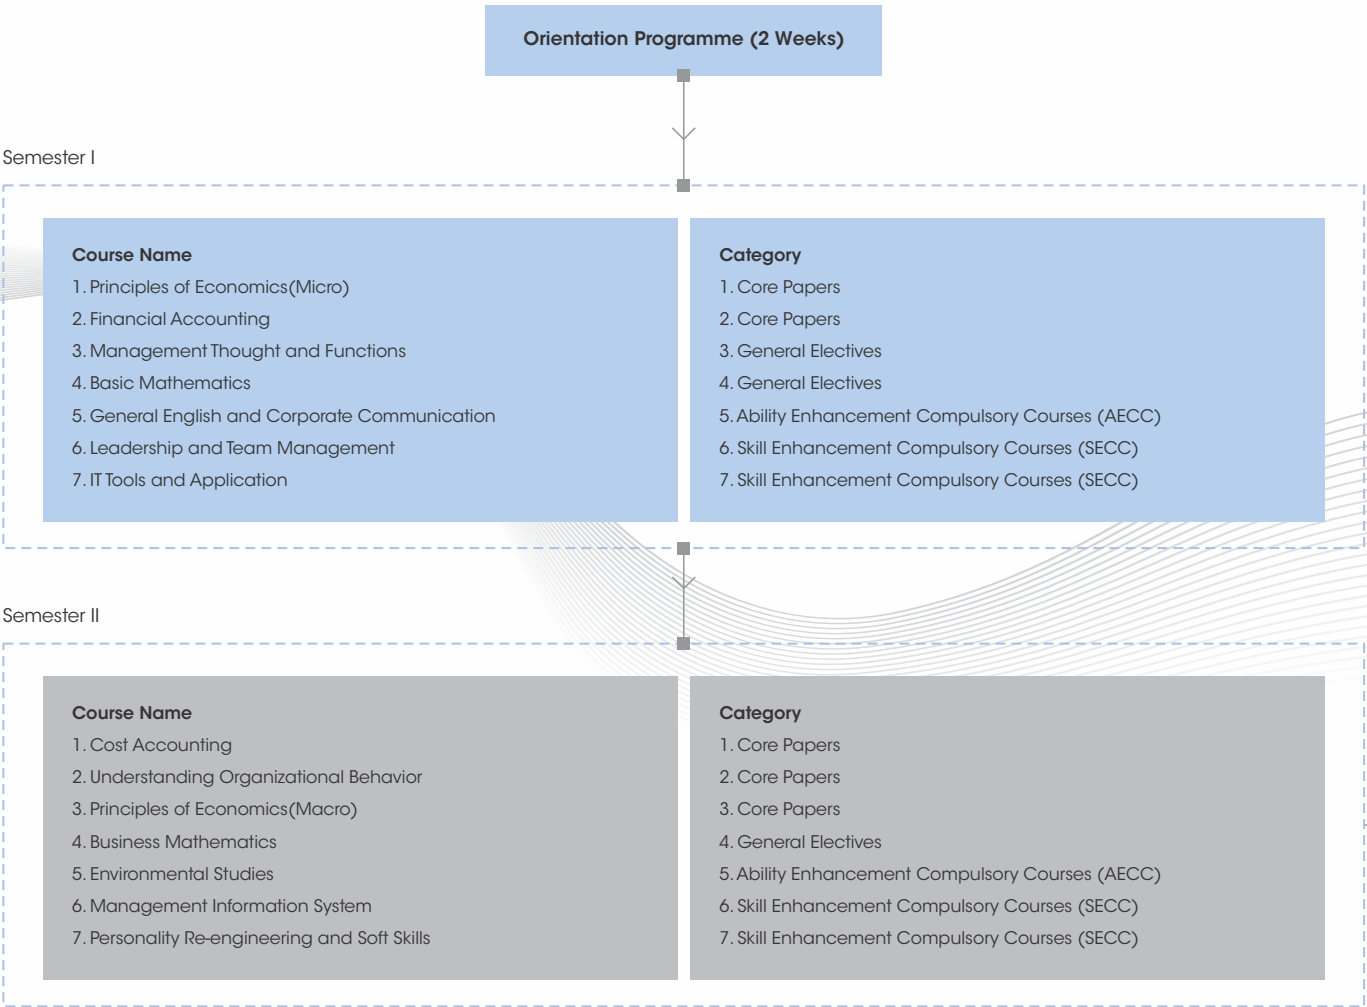 Orientation Programme (2 Weeks)
Semester I
Course Name
1. Principles of Economics(Micro)
2. Financial Accounting
3. Management Thought and Functions
4. Basic Mathematics
5. General English and Corporate Communication
6. Leadership and Team Management
7. IT Tools and Application
Category
1. Core Papers
2. Core Papers
3. General Electives
4. General Electives
5. Ability Enhancement Compulsory Courses (AECC)
6. Skill Enhancement Compulsory Courses (SECC)
7. Skill Enhancement Compulsory Courses (SECC)
Semester II
Course Name
1. Cost Accounting
2. Understanding Organizational Behavior
3. Principles of Economics(Macro)
4. Business Mathematics
5. Environmental Studies
6. Management Information System
7. Personality Re-engineering and Soft Skills
Category
1. Core Papers
2. Core Papers
3. Core Papers
4. General Electives
5. Ability Enhancement Compulsory Courses (AECC)
6. Skill Enhancement Compulsory Courses (SECC)
7. Skill Enhancement Compulsory Courses (SECC)